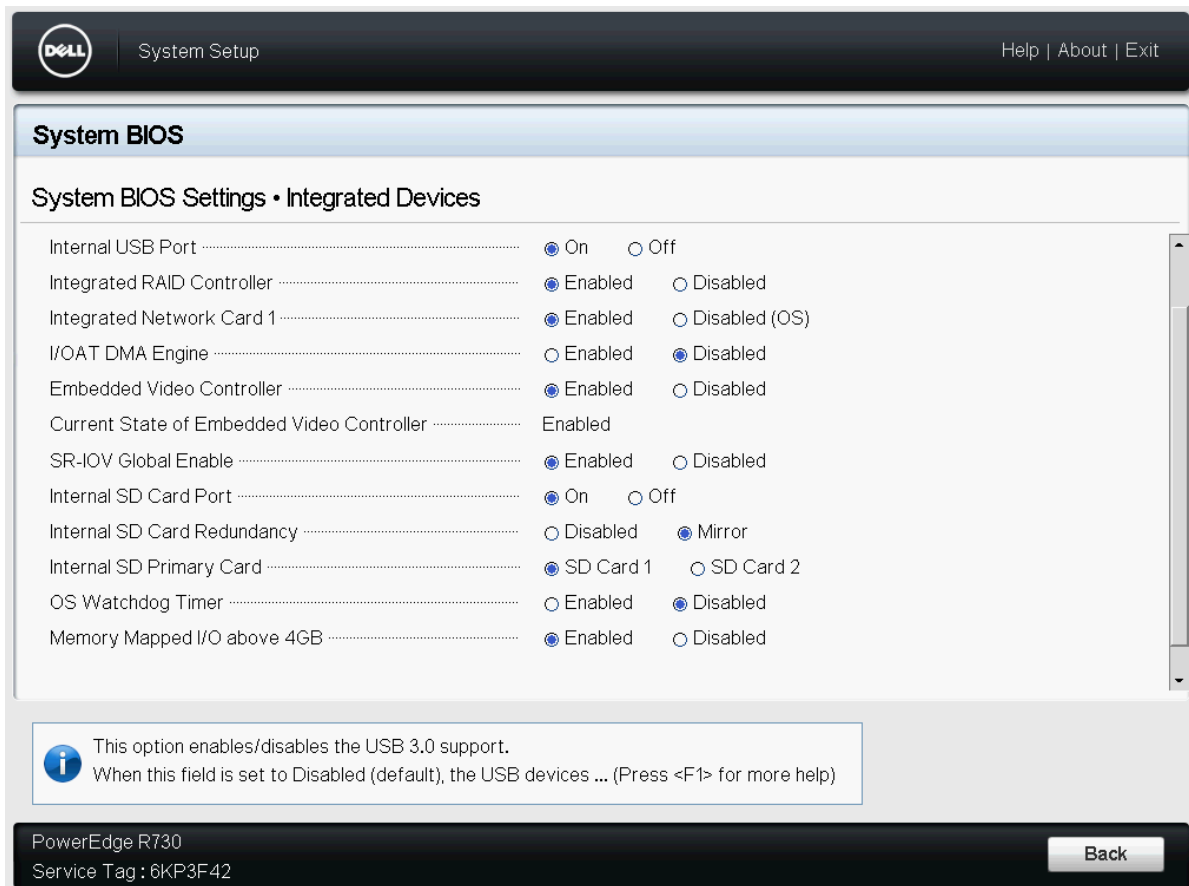 DELL
System Setup
Help | About | Exit
System BIOS
System BIOS Settings • Integrated Devices
Internal USB Port On Off
Integrated RAID Controller Enabled Disabled
Integrated Network Card 1 Enabled Disabled (OS)
I/OAT DMA Engine Enabled Disabled
Embedded Video Controller Enabled Disabled
Current State of Embedded Video Controller Enabled
SR-IOV Global Enable Enabled Disabled
Internal SD Card Port On Off
Internal SD Card Redundancy Disabled Mirror
Internal SD Primary Card SD Card 1 SD Card 2
OS Watchdog Timer Enabled Disabled
Memory Mapped I/O above 4GB Enabled Disabled
This option enables/disables the USB 3.0 support.
When this field is set to Disabled (default), the USB devices ... (Press <F1> for more help)
PowerEdge R730
Service Tag : 6KP3F42
Back